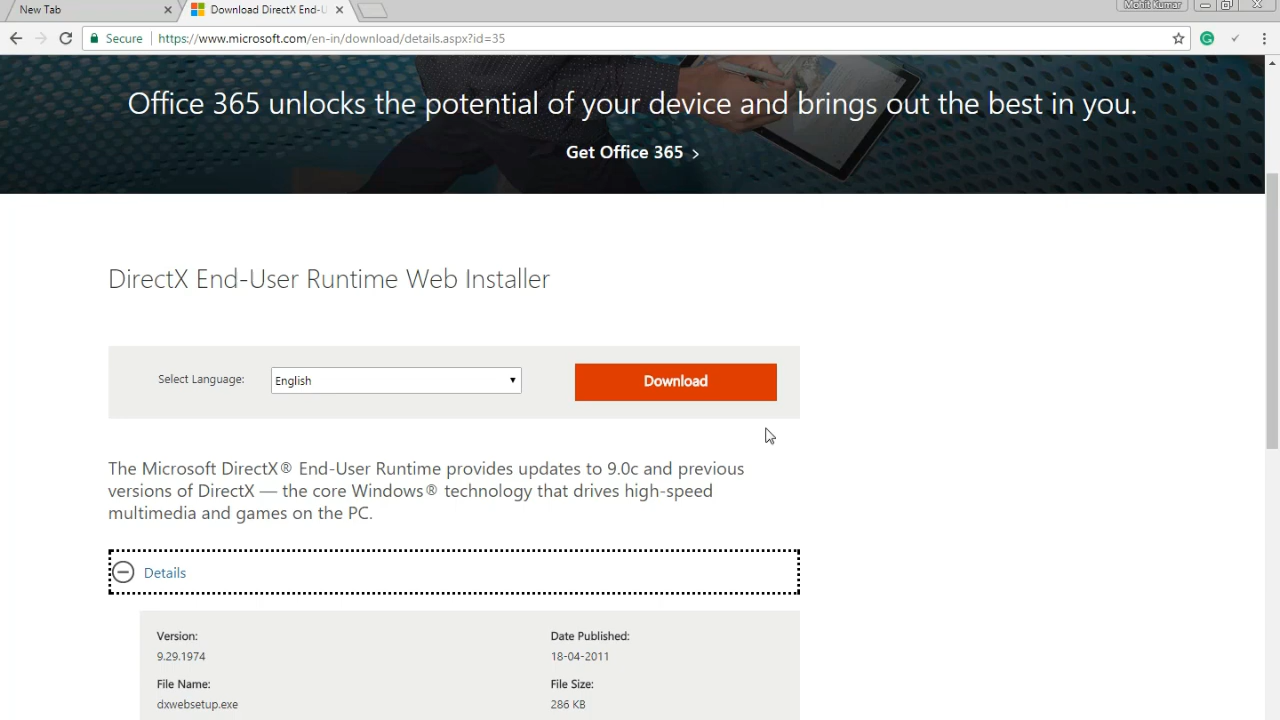 New Tab
Download DirectX End-U
Mohit Kumar
Secure
https://www.microsoft.com/en-in/download/details.aspx?id=35
Office 365 unlocks the potential of your device and brings out the best in you.
Get Office 365 >
DirectX End-User Runtime Web Installer
Select Language:
English
Download
The Microsoft DirectX® End-User Runtime provides updates to 9.0c and previous
versions of DirectX — the core Windows® technology that drives high-speed
multimedia and games on the PC.
Details
Version:
9.29.1974
Date Published:
18-04-2011
File Name:
dxwebsetup.exe
File Size:
286 KB